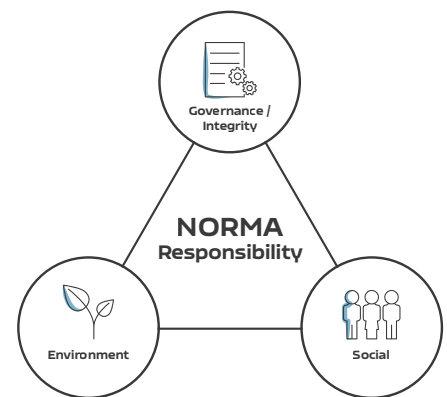 Governance /
Integrity
NORMA
Responsibility
Environment
Social